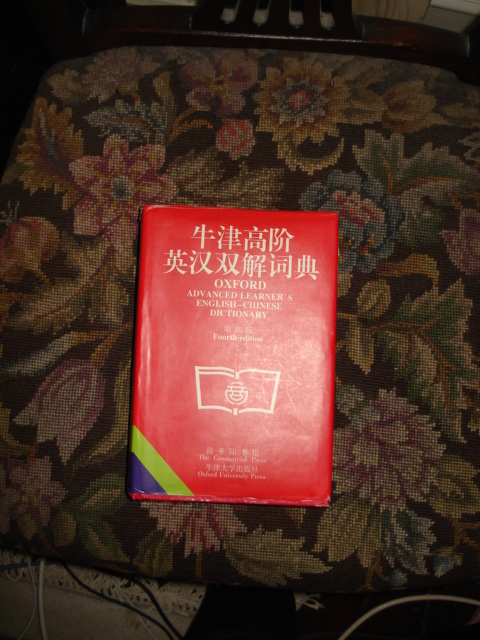 牛津高阶
英汉双解词典
OXFORD
ADVANCED LEARNER'S
ENGLISH-CHINESE
DICTIONARY
第四版
Fourth edition
商务印书馆
The Commercial Press
牛津大学出版社
Oxford University Press